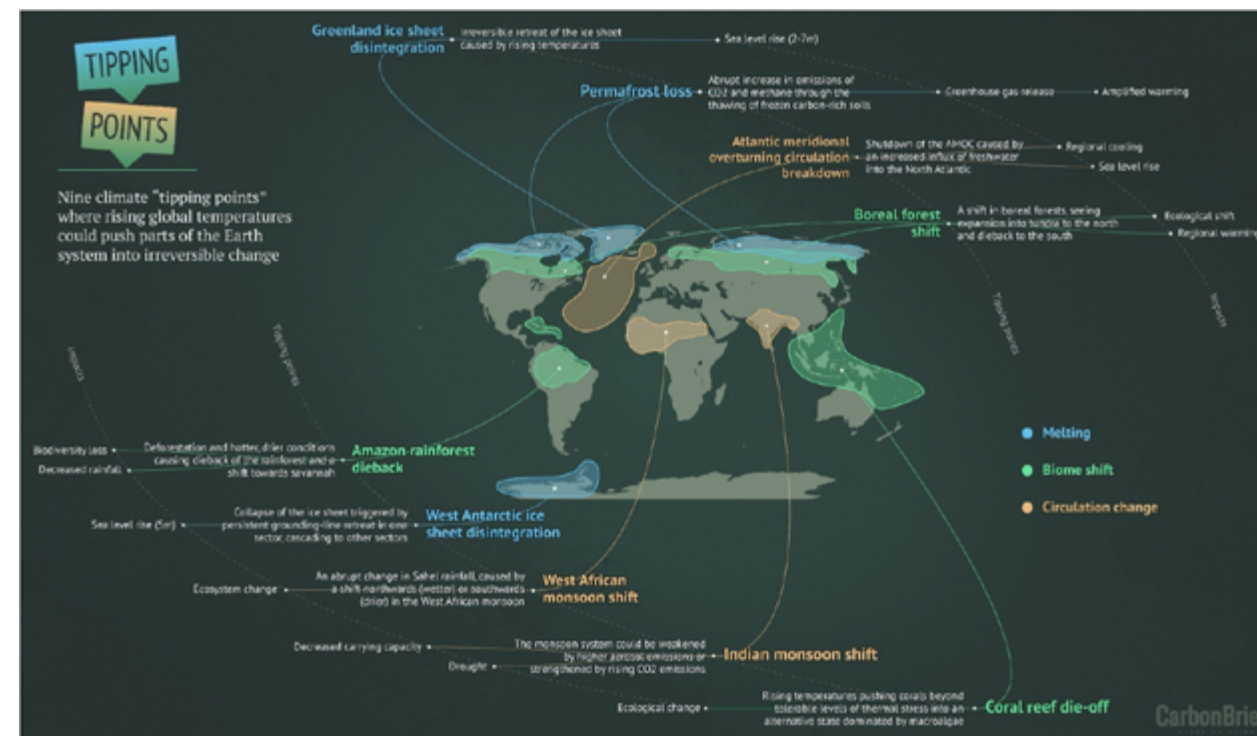 TIPPING
POINTS
Nine climate “tipping points”
where rising global temperatures
could push parts of the Earth
system into irreversible change
Greenland ice sheet
disintegration
Irreversible retreat of the ice sheet
caused by rising temperatures
Sea level rise (2-7m)
Permafrost loss
Abrupt increase in emissions of
CO2 and methane through the
thawing of frozen carbon-rich soils
Greenhouse gas release
Amplified warming
Atlantic meridional
overturning circulation
breakdown
Shutdown of the AMOC caused by
an increased influx of freshwater
into the North Atlantic
Regional cooling
Sea level rise
Boreal forest
shift
A shift in boreal forests, seeing
expansion into tundra to the north
and dieback to the south
Ecological shift
Regional warming
Tipping point
Impact
Impact
Tipping point
Melting
Biome shift
Circulation change
Amazon rainforest
dieback
Deforestation and hotter, drier conditions
causing dieback of the rainforest and a
shift towards savannah
Biodiversity loss
Decreased rainfall
West Antarctic ice
sheet disintegration
Collapse of the ice sheet triggered by
persistent grounding-line retreat in one
sector, cascading to other sectors
Sea level rise (5m)
West African
monsoon shift
An abrupt change in Sahel rainfall, caused by
a shift northwards (wetter) or southwards
(drier) in the West African monsoon
Ecosystem change
Indian monsoon shift
The monsoon system could be weakened
by higher aerosol emissions or
strengthened by rising CO2 emissions
Decreased carrying capacity
Drought
Coral reef die-off
Rising temperatures pushing corals beyond
tolerable levels of thermal stress into an
alternative state dominated by macroalgae
Ecological change
CarbonBrie